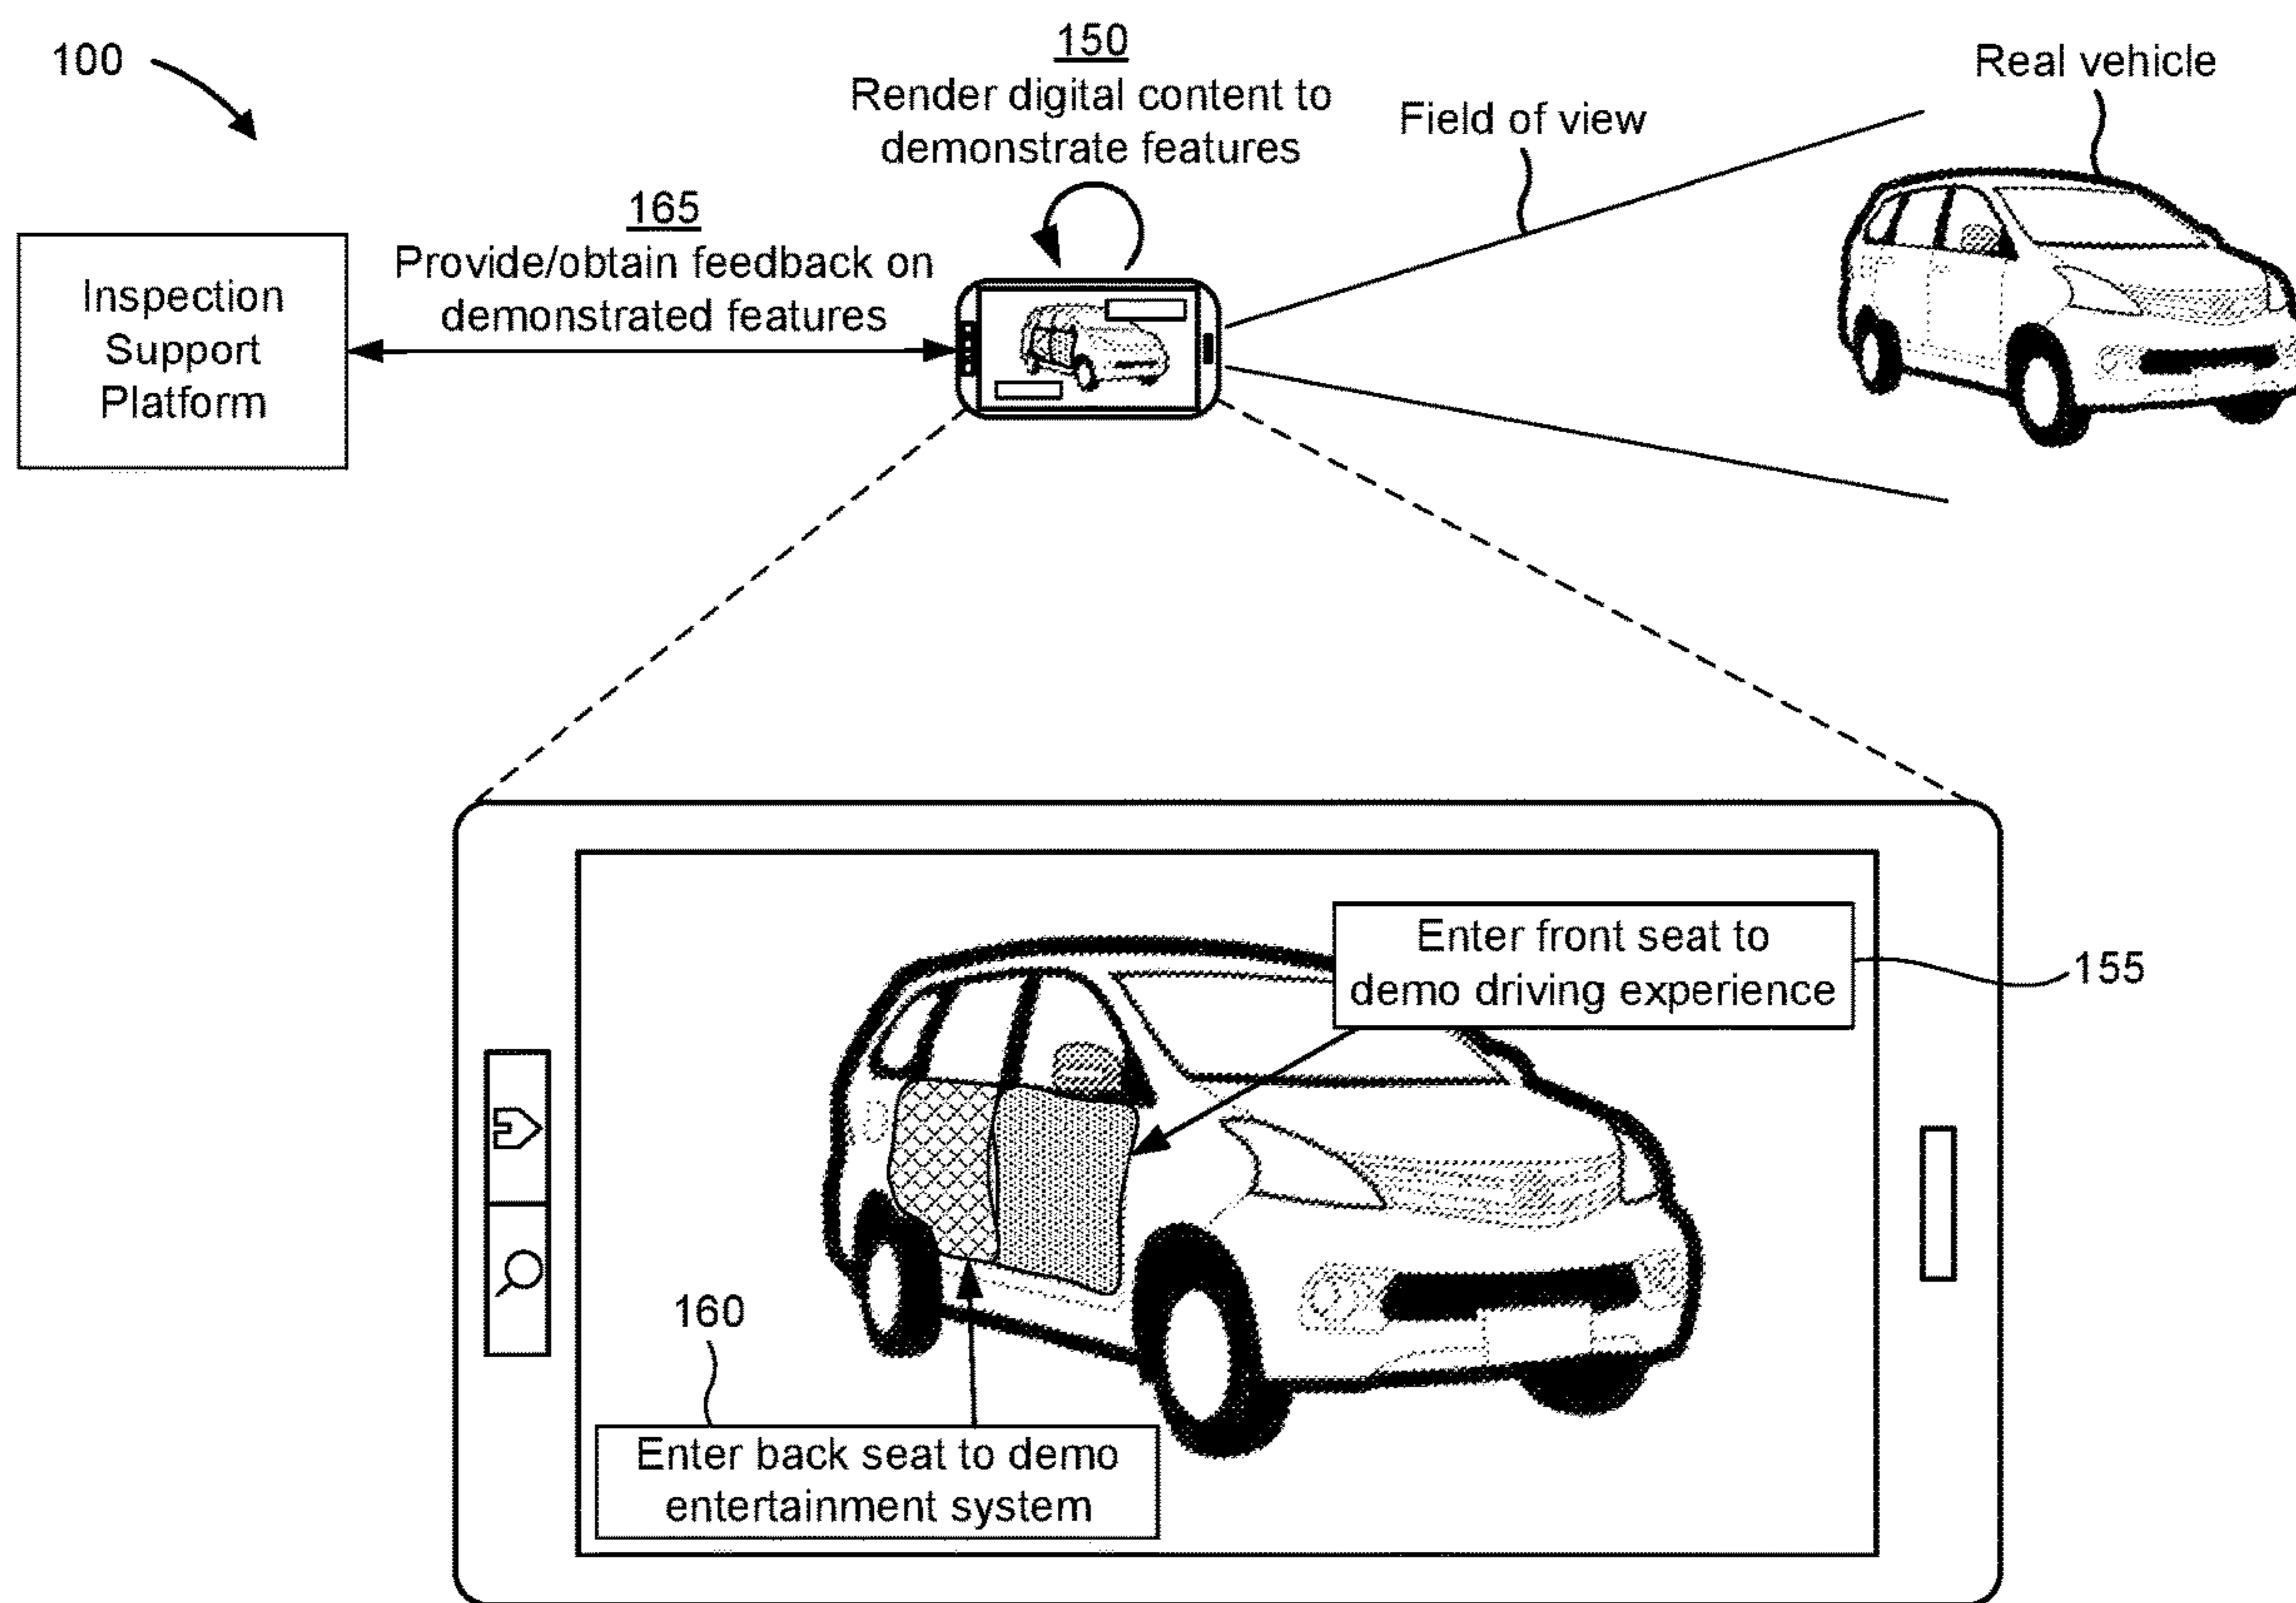 100
150
Render digital content to
demonstrate features
Field of view
Real vehicle
165
Provide/obtain feedback on
demonstrated features
Inspection
Support
Platform
Enter front seat to
demo driving experience
155
160
Enter back seat to demo
entertainment system